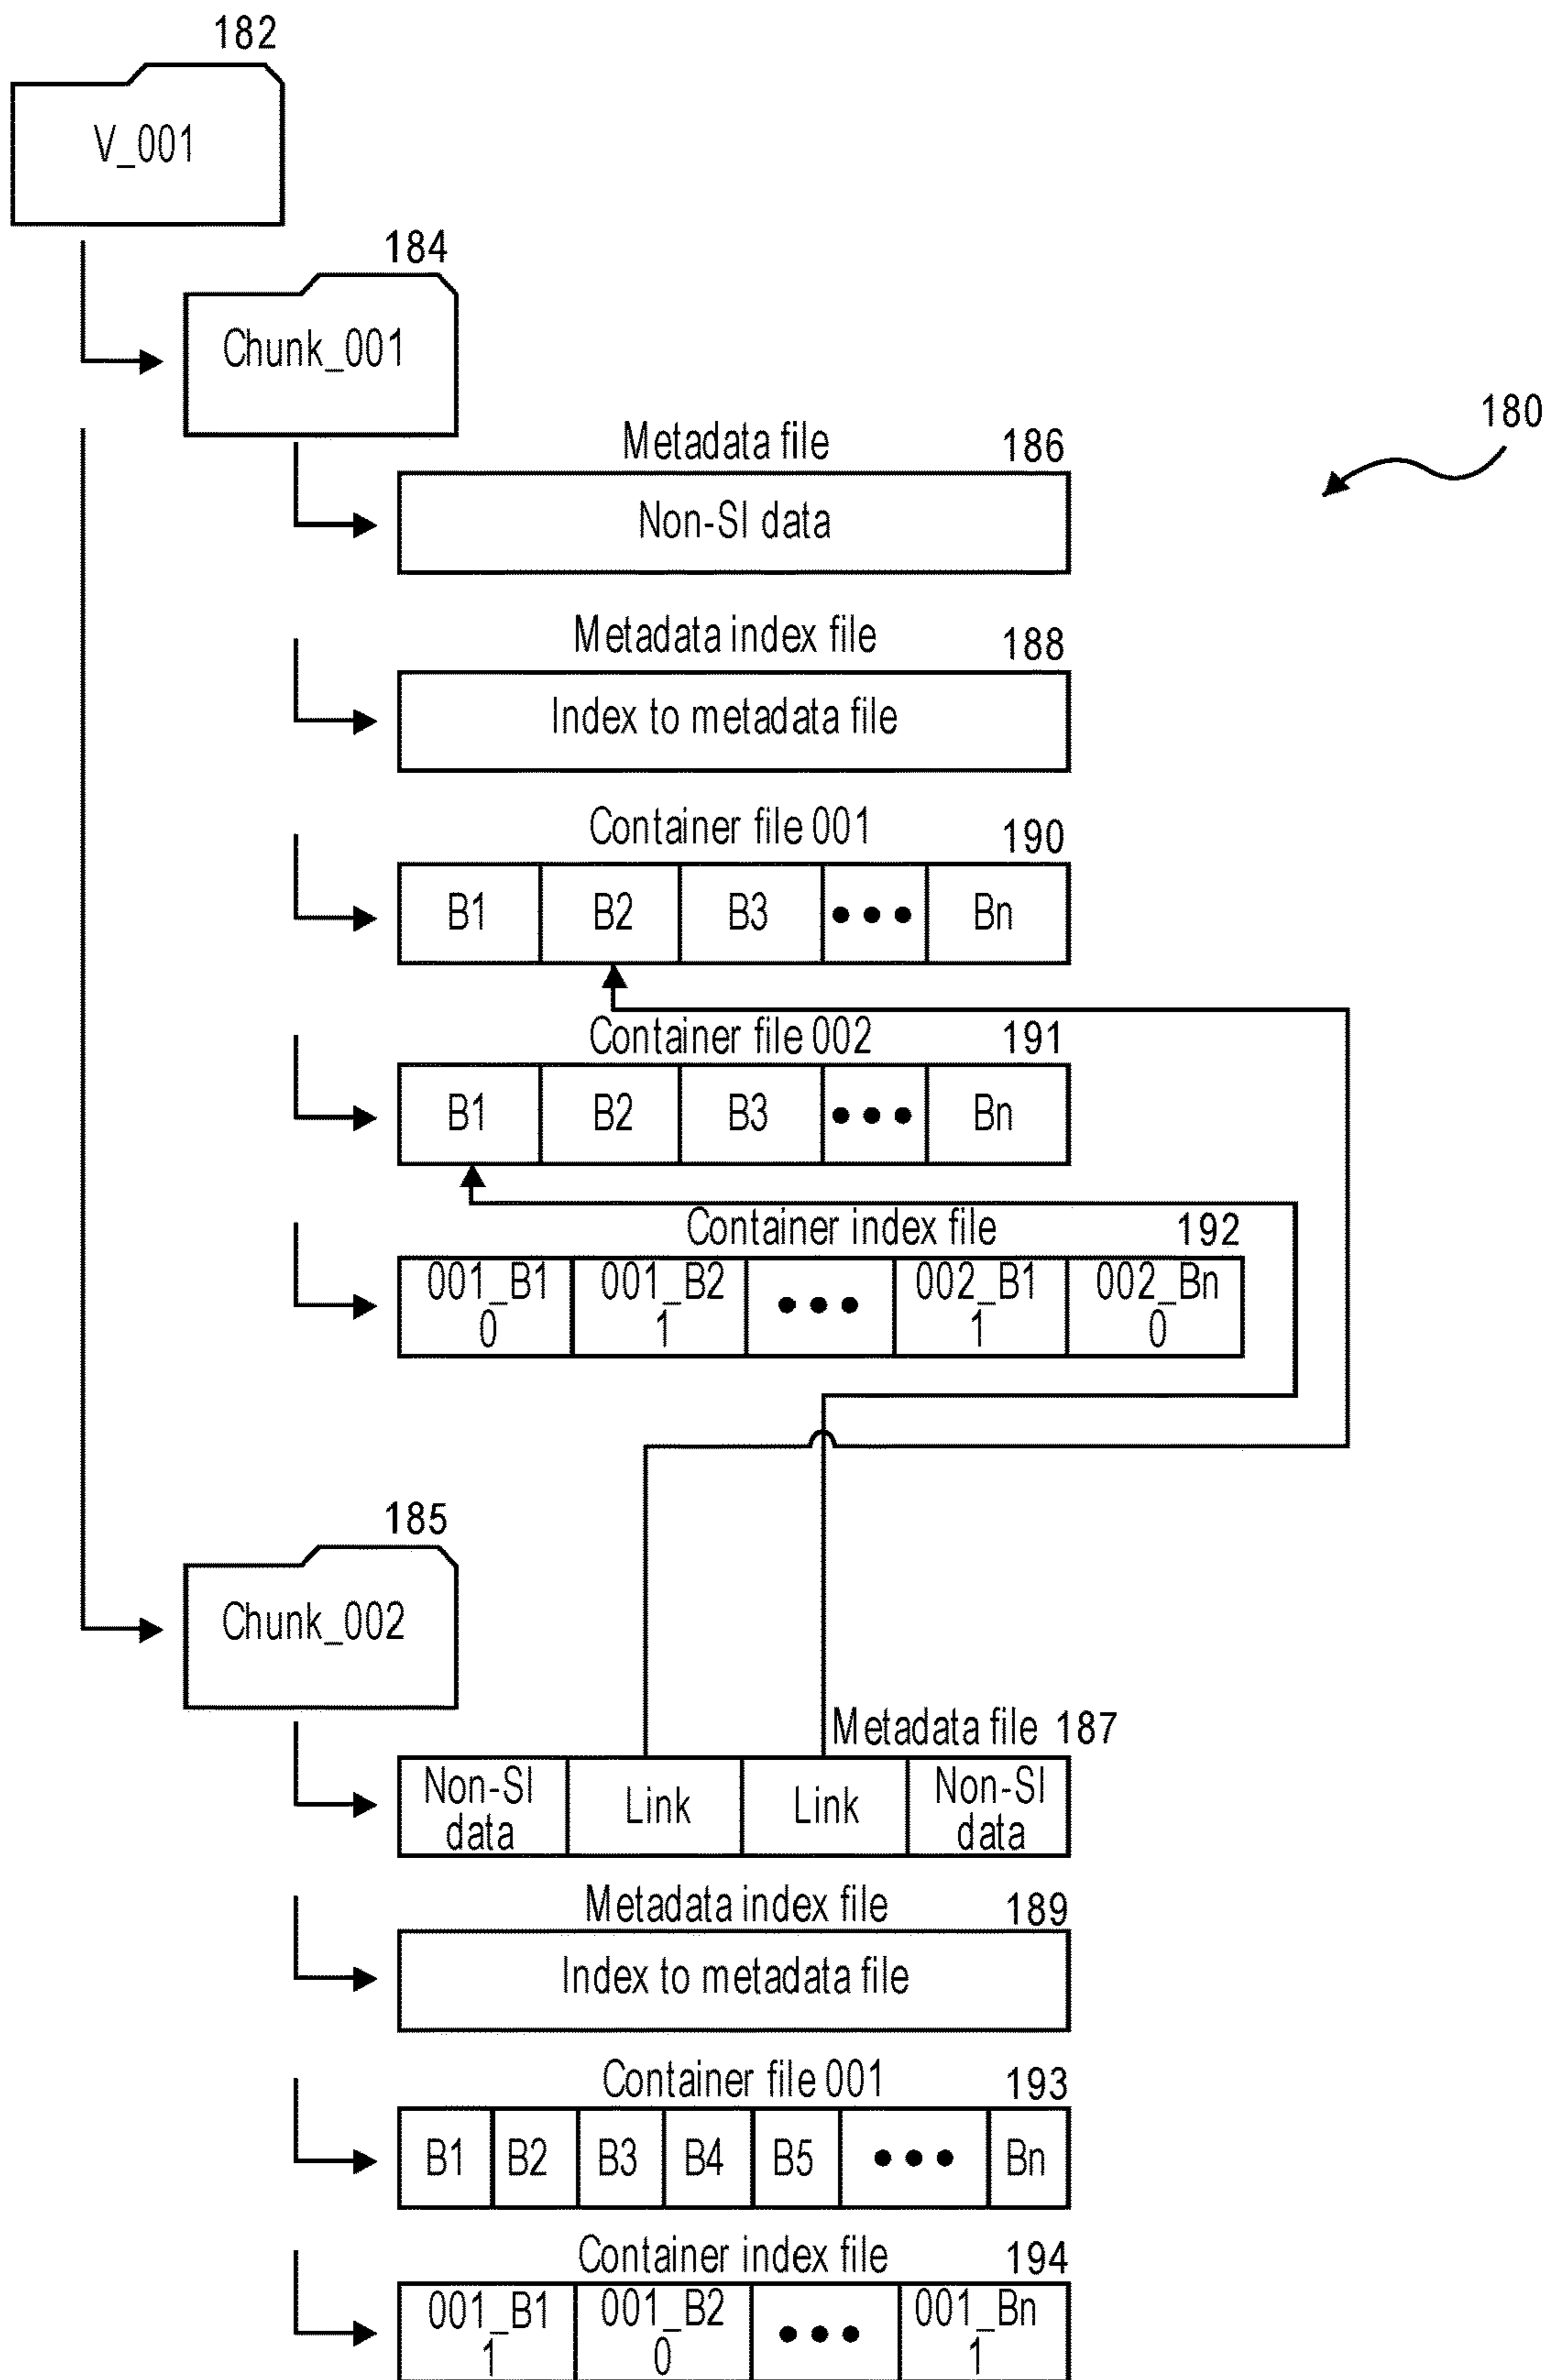 182
V_001
184
Chunk_001
180
Metadata file 186
Non-SI data
Metadata index file 188
Index to metadata file
Container file 001 190
B1 B2 B3 ●●● Bn
Container file 002 191
B1 B2 B3 ●●● Bn
Container index file 192
001_B1 001_B2 ●●● 002_B1 002_Bn
0 1 1 0
185
Chunk_002
Metadata file 187
Non-SI Link Link Non-SI
data data
Metadata index file 189
Index to metadata file
Container file 001 193
B1 B2 B3 B4 B5 ●●● Bn
Container index file 194
001_B1 001_B2 ●●● 001_Bn
1 0 1